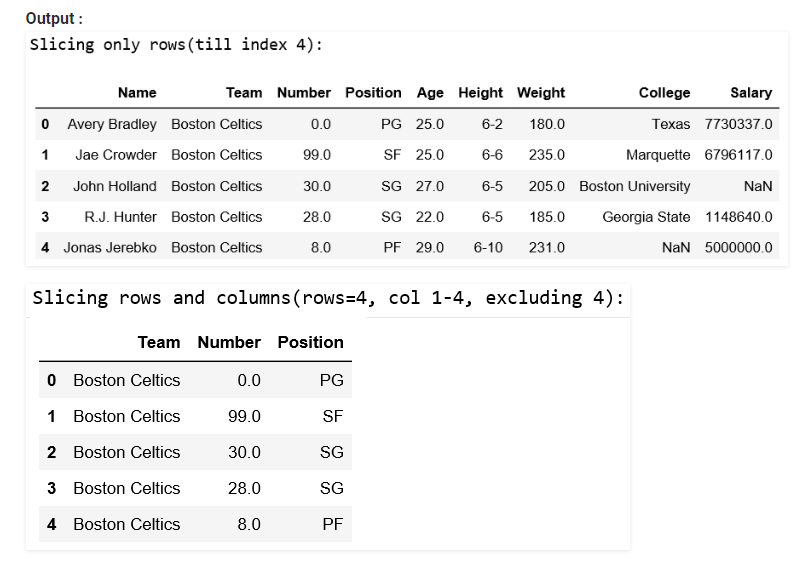 Output :
Slicing only rows(till index 4):
Name Team Number Position Age Height Weight College Salary
0 Avery Bradley Boston Celtics 0.0 PG 25.0 6-2 180.0 Texas 7730337.0
1 Jae Crowder Boston Celtics 99.0 SF 25.0 6-6 235.0 Marquette 6796117.0
2 John Holland Boston Celtics 30.0 SG 27.0 6-5 205.0 Boston University NaN
3 R.J. Hunter Boston Celtics 28.0 SG 22.0 6-5 185.0 Georgia State 1148640.0
4 Jonas Jerebko Boston Celtics 8.0 PF 29.0 6-10 231.0 NaN 5000000.0
Slicing rows and columns(rows=4, col 1-4, excluding 4):
Team Number Position
0 Boston Celtics 0.0 PG
1 Boston Celtics 99.0 SF
2 Boston Celtics 30.0 SG
3 Boston Celtics 28.0 SG
4 Boston Celtics 8.0 PF